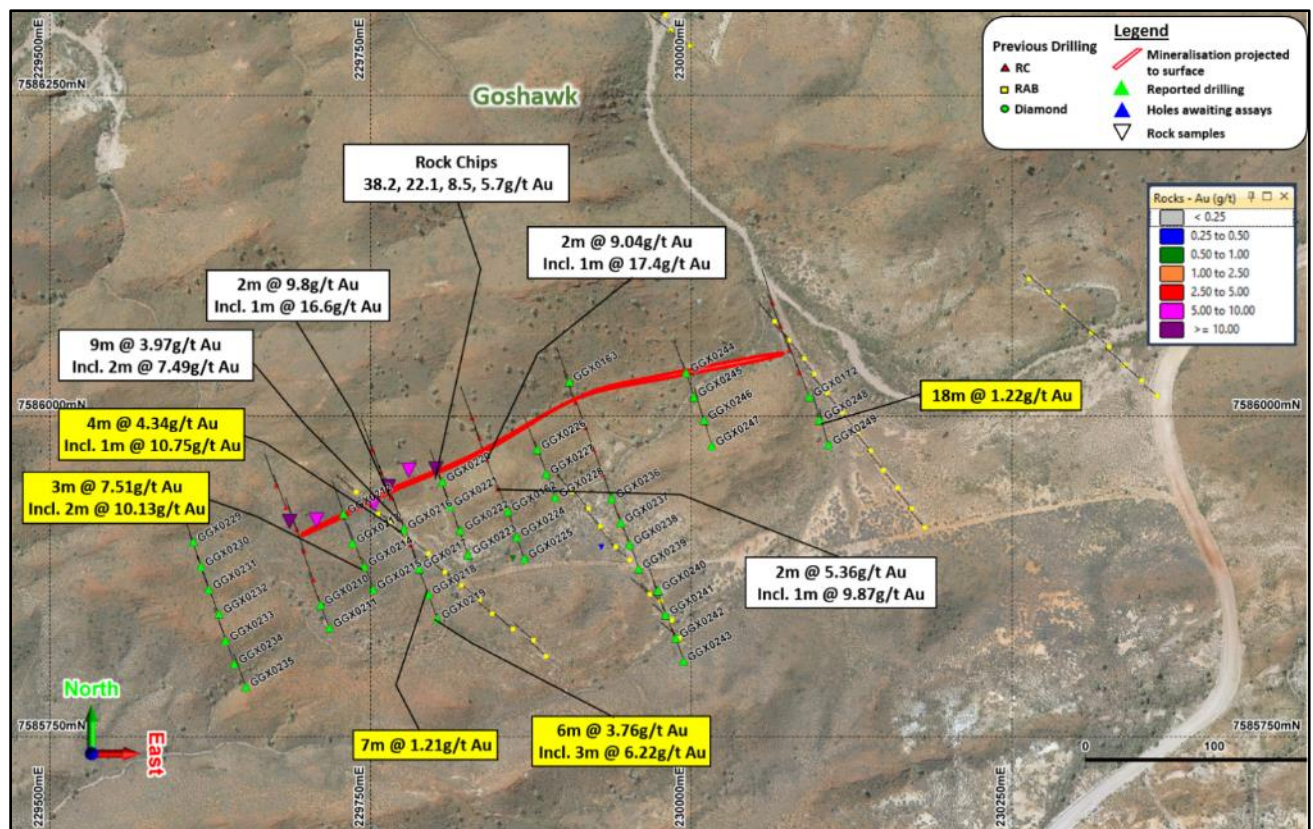 229500mE
229750mE
230000mE
7586250mN
7586250mN
Goshawk
Legend
Previous Drilling
RC
RAB
Diamond
Mineralisation projected
to surface
Reported drilling
Holes awaiting assays
Rock samples
Rocks - Au (g/t)
< 0.25
0.25 to 0.50
0.50 to 1.00
1.00 to 2.50
2.50 to 5.00
5.00 to 10.00
>= 10.00
Rock Chips
38.2, 22.1, 8.5, 5.7g/t Au
2m @ 9.04g/t Au
Incl. 1m @ 17.4g/t Au
2m @ 9.8g/t Au
Incl. 1m @ 16.6g/t Au
9m @ 3.97g/t Au
Incl. 2m @ 7.49g/t Au
4m @ 4.34g/t Au
Incl. 1m @ 10.75g/t Au
3m @ 7.51g/t Au
Incl. 2m @ 10.13g/t Au
18m @ 1.22g/t Au
7586000mN
7586000mN
GGX0163
GGX0244
GGX0245
GGX0246
GGX0247
GGX0172
GGX0248
GGX0249
GGX0226
GGX0227
GGX0228
GGX0220
GGX0221
GGX0222
GGX0223
GGX0224
GGX0225
GGX0236
GGX0237
GGX0238
GGX0239
GGX0240
GGX0241
GGX0242
GGX0243
GGX0214
GGX0210
GGX0211
GGX0216
GGX0218
GGX0219
GGX0229
GGX0230
GGX0231
GGX0232
GGX0233
GGX0234
GGX0235
2m @ 5.36g/t Au
Incl. 1m @ 9.87g/t Au
6m @ 3.76g/t Au
Incl. 3m @ 6.22g/t Au
7m @ 1.21g/t Au
North
East
7585750mN
7585750mN
0
100
229500mE
229750mE
230000mE
230250mE